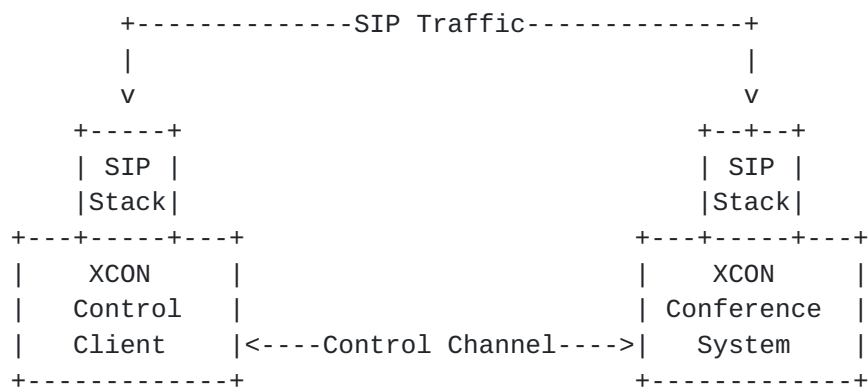 +--------------SIP Traffic--------------+
|                                       |
v                                       v
+-----+                                 +--+--+
| SIP |                                 | SIP |
|Stack|                                 |Stack|
+---+-----+---+                         +---+-----+---+
|     XCON     |                         |     XCON     |
|    Control   |                         |  Conference  |
|    Client    |<----Control Channel---->|    System    |
+-------------+                         +-------------+